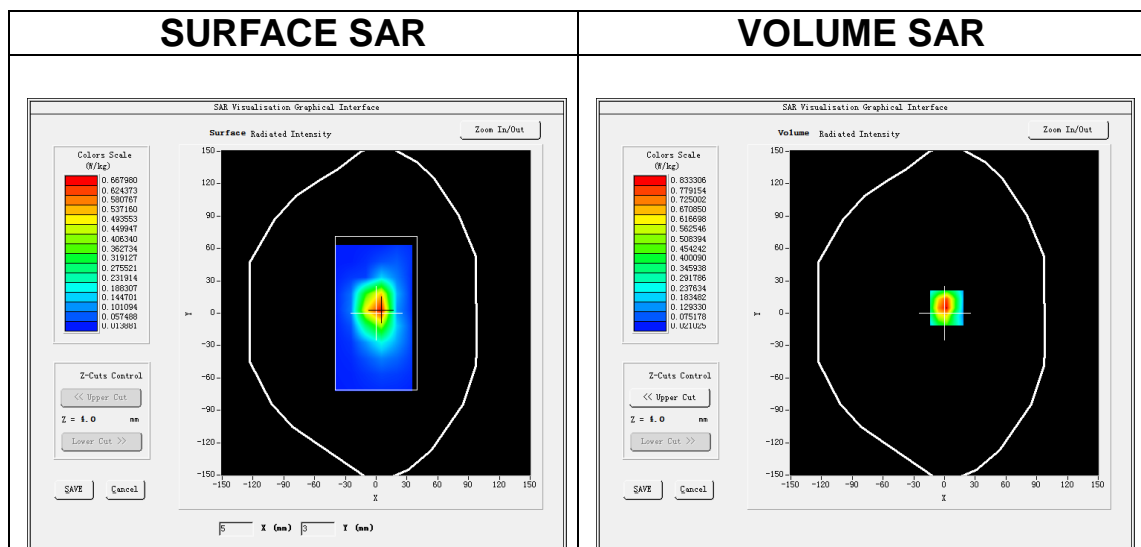 SURFACE SAR
VOLUME SAR
SAR Visualisation Graphical Interface
Surface Radiated Intensity
Zoom In/Out
Colors Scale
(W/kg)
0.667980
0.624373
0.580767
0.537160
0.493553
0.449947
0.406340
0.362734
0.319127
0.275521
0.231914
0.188307
0.144701
0.101094
0.057488
0.013881
Z-Cuts Control
<< Upper Cut
Z = 4.0 mm
Lower Cut >>
SAVE Cancel
150
120
90
60
30
0
-30
-60
-90
-120
-150
Y
-150 -120 -90 -60 -30 0 30 60 90 120 150
X
5 X (mm) 3 Y (mm)
SAR Visualisation Graphical Interface
Volume Radiated Intensity
Zoom In/Out
Colors Scale
(W/kg)
0.833306
0.779154
0.725002
0.670850
0.616698
0.562546
0.508394
0.454242
0.400090
0.345938
0.291786
0.237634
0.183482
0.129330
0.075178
0.021025
Z-Cuts Control
<< Upper Cut
Z = 4.0 mm
Lower Cut >>
SAVE Cancel
150
120
90
60
30
0
-30
-60
-90
-120
-150
Y
-150 -120 -90 -60 -30 0 30 60 90 120 150
X